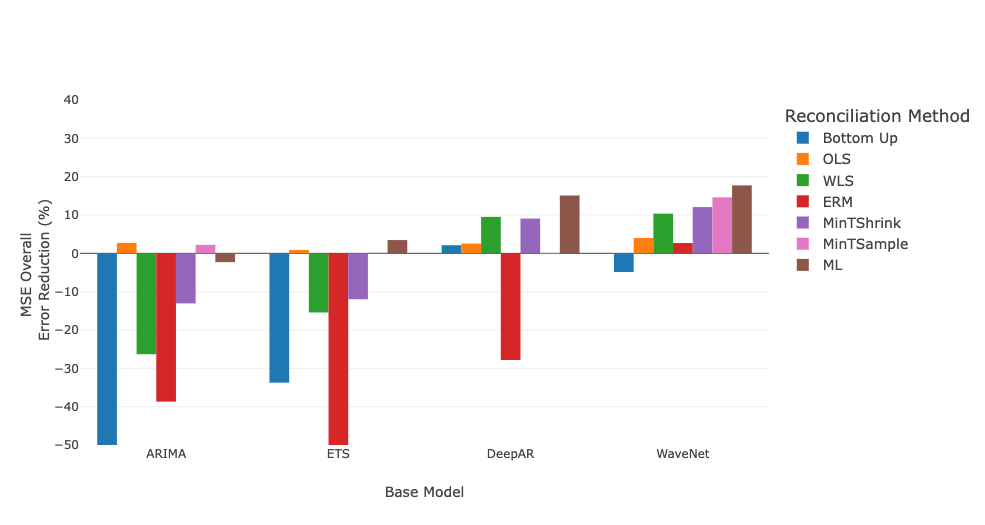 40
30
20
10
0
−10
−20
−30
−40
−50
MSE Overall
Error Reduction (%)
ARIMA
ETS
DeepAR
WaveNet
Base Model
Reconciliation Method
Bottom Up
OLS
WLS
ERM
MinTShrink
MinTSample
ML